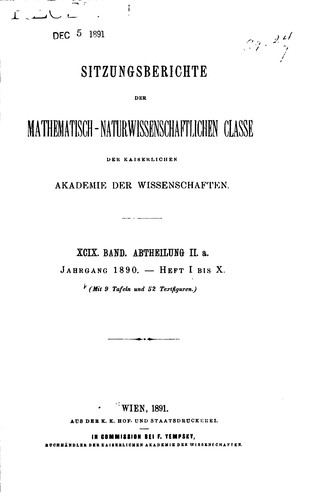 DEC 5 1891
SITZUNGSBERICHTE
DER
MATHEMATISCH-NATURWISSENSCHAFTLICHEN CLASSE
DER KAISERLICHEN
AKADEMIE DER WISSENSCHAFTEN.
XCIX. BAND. ABTHEILUNG II. a.
JAHRGANG 1890. — HEFT I BIS X.
(Mit 9 Tafeln und 52 Textfiguren.)
WIEN, 1891.
AUS DER K. K. HOF- UND STAATSDRUCKEREI.
IN COMMISSION BEI F. TEMPSKY,
BUCHHÄNDLER DER KAISERLICHEN AKADEMIE DER WISSENSCHAFTEN.